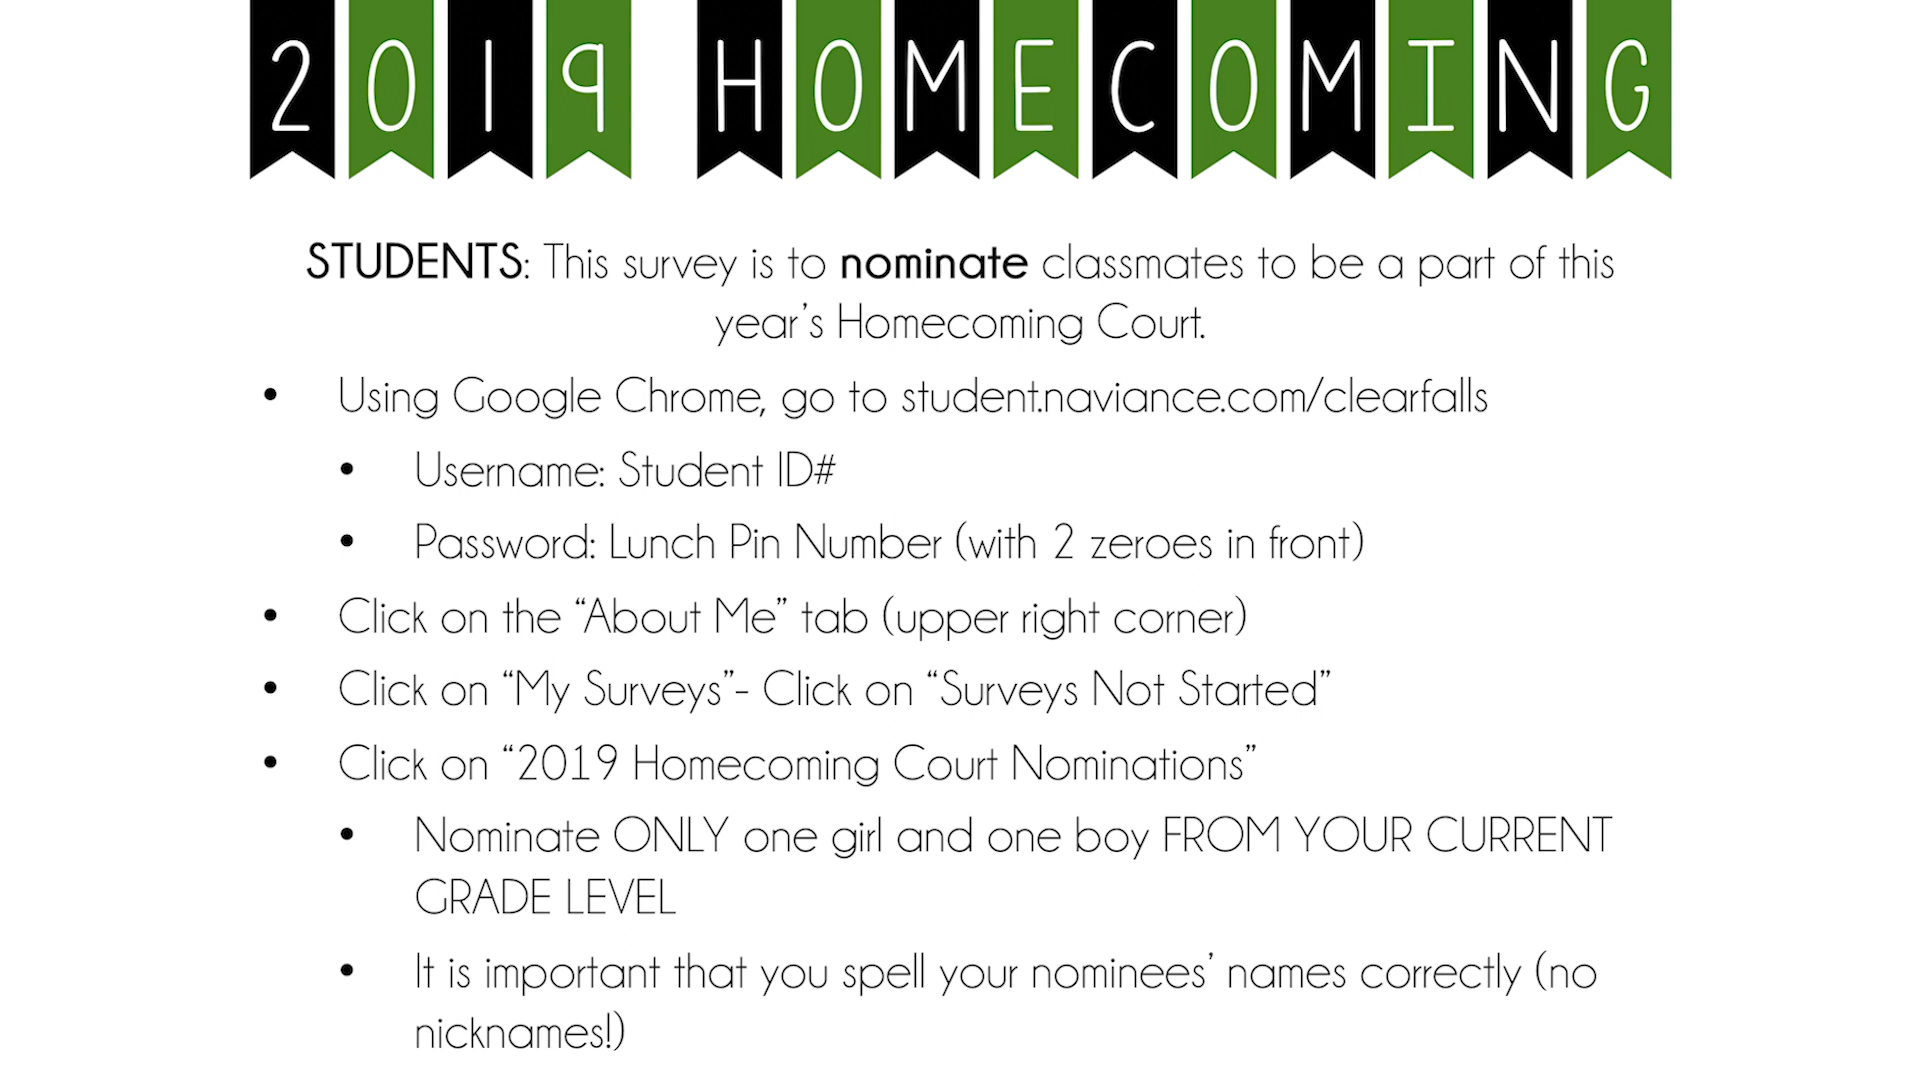 2019 HOMECOMING
STUDENTS: This survey is to nominate classmates to be a part of this
year’s Homecoming Court.
• Using Google Chrome, go to student.naviance.com/clearfalls
• Username: Student ID#
• Password: Lunch Pin Number (with 2 zeroes in front)
• Click on the “About Me” tab (upper right corner)
• Click on “My Surveys”- Click on “Surveys Not Started”
• Click on “2019 Homecoming Court Nominations”
• Nominate ONLY one girl and one boy FROM YOUR CURRENT
GRADE LEVEL
• It is important that you spell your nominees’ names correctly (no
nicknames!)